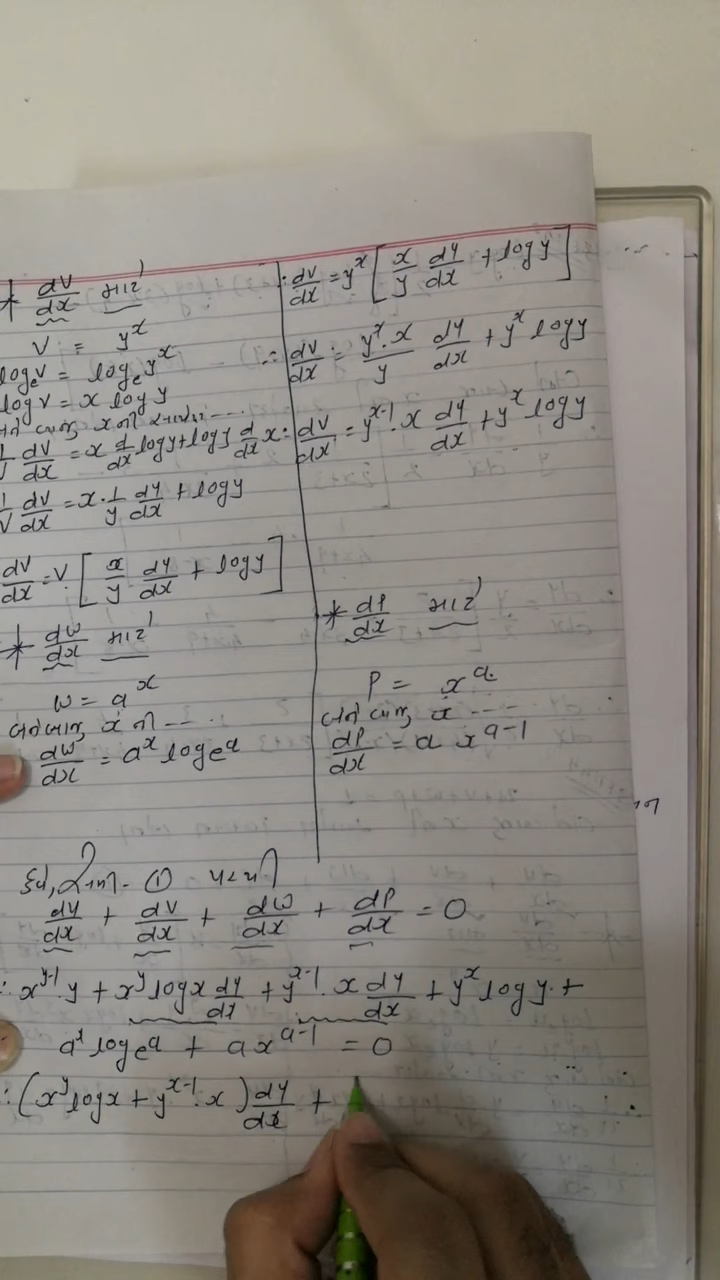 * dv/dx માટે
v = y^x
log_e v = log_e y^x
log v = x log y
1/v dv/dx = x d/dx log y + log y d/dx x
1/v dv/dx = x · 1/y dy/dx + log y
dv/dx = v [x/y dy/dx + log y]
* dw/dx માટે
w = a^x
dw/dx = a^x log_e a
∴ dv/dx = y^x [x/y dy/dx + log y]
∴ dv/dx = y^x · x/y dy/dx + y^x log y
∴ dv/dx = y^(x-1) · x dy/dx + y^x log y
* dp/dx માટે
P = x^a
dp/dx = a x^(a-1)
① પરથી
dy/dx + dv/dx + dw/dx + dp/dx = 0
∴ x^(y-1) · y + x^y log x dy/dx + y^(x-1) · x dy/dx + y^x log y +
a^x log_e a + a x^(a-1) = 0
∴ (x^y log x + y^(x-1) · x) dy/dx +